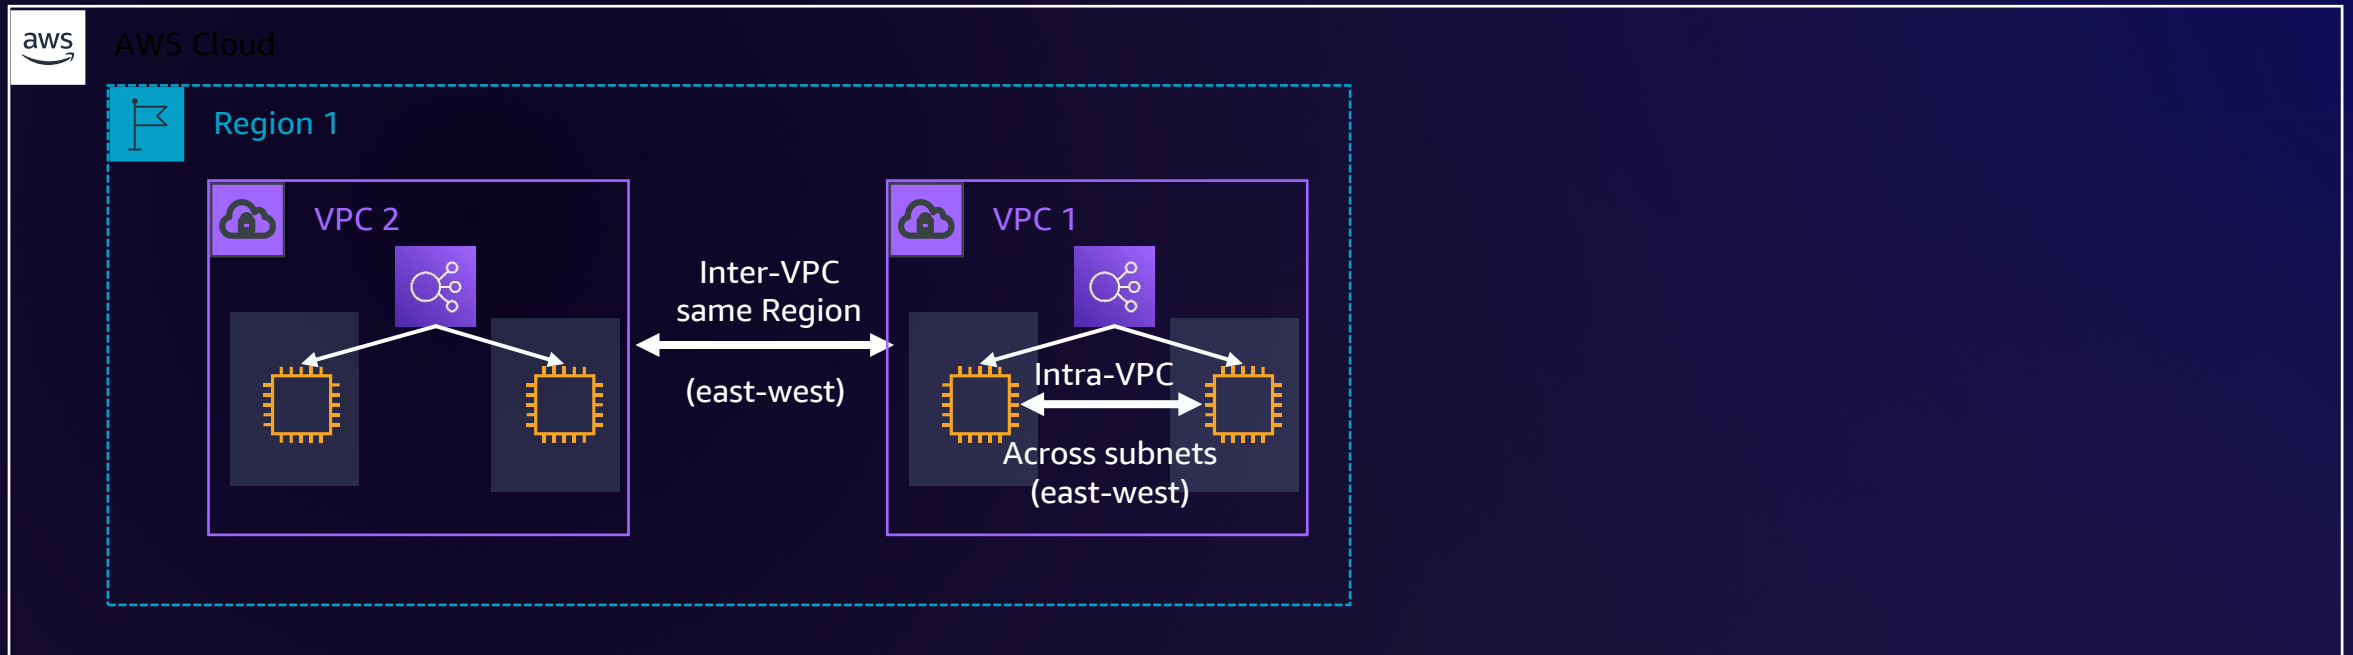 aws
AWS Cloud
Region 1
VPC 2
Inter-VPC
same Region
(east-west)
VPC 1
Intra-VPC
Across subnets
(east-west)